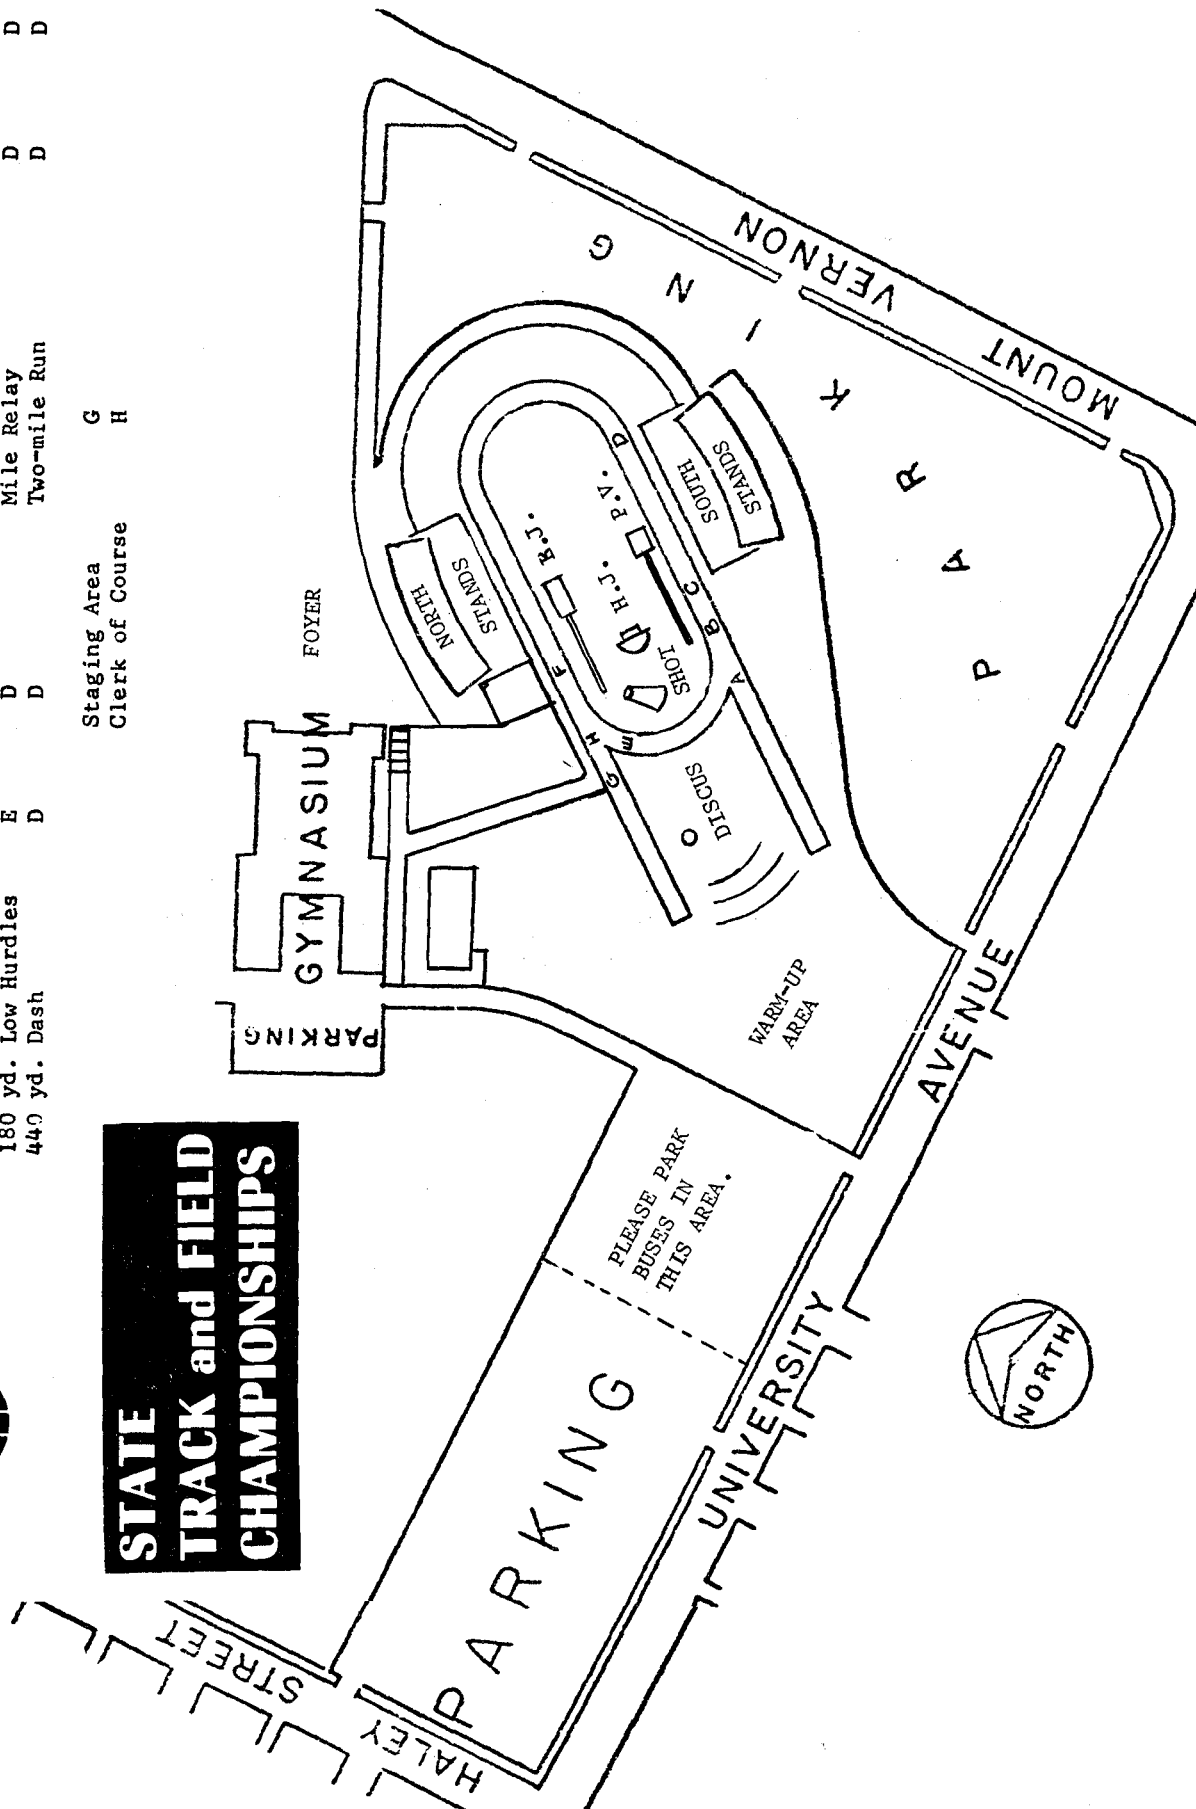 180 yd. Low Hurdles E D
440 yd. Dash D D
Mile Relay D D
Two-mile Run D D
Staging Area G
Clerk of Course H
STATE
TRACK and FIELD
CHAMPIONSHIPS
GYMNASIUM
FOYER
PARKING
NORTH
STANDS
SOUTH
STANDS
B.J.
H.J.
P.V.
SHOT
DISCUS
A
B
C
D
E
F
G
H
WARM-UP
AREA
PLEASE PARK
BUSES IN
THIS AREA.
PARKING
PARKING
HALEY
STREET
UNIVERSITY
AVENUE
MOUNT
VERNON
NORTH